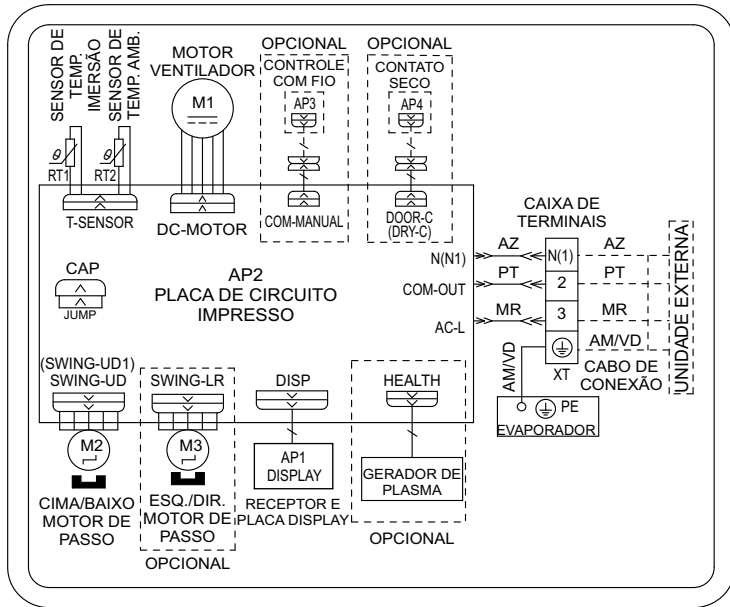 SENSOR DE
TEMP.
IMERSÃO
SENSOR DE
TEMP. AMB.
θ
RT1
θ
RT2
T-SENSOR
MOTOR
VENTILADOR
M1
DC-MOTOR
OPCIONAL
CONTROLE
COM FIO
AP3
COM-MANUAL
OPCIONAL
CONTATO
SECO
AP4
DOOR-C
(DRY-C)
CAP
JUMP
AP2
PLACA DE CIRCUITO
IMPRESSO
N(N1)
COM-OUT
AC-L
AZ
PT
MR
CAIXA DE
TERMINAIS
N(1)
2
3
XT
AZ
PT
MR
AM/VD
CABO DE
CONEXÃO
UNIDADE EXTERNA
AM/VD
PE
EVAPORADOR
(SWING-UD1)
SWING-UD
M2
CIMA/BAIXO
MOTOR DE
PASSO
SWING-LR
M3
ESQ./DIR.
MOTOR DE
PASSO
OPCIONAL
DISP
AP1
DISPLAY
RECEPTOR E
PLACA DISPLAY
HEALTH
GERADOR DE
PLASMA
OPCIONAL